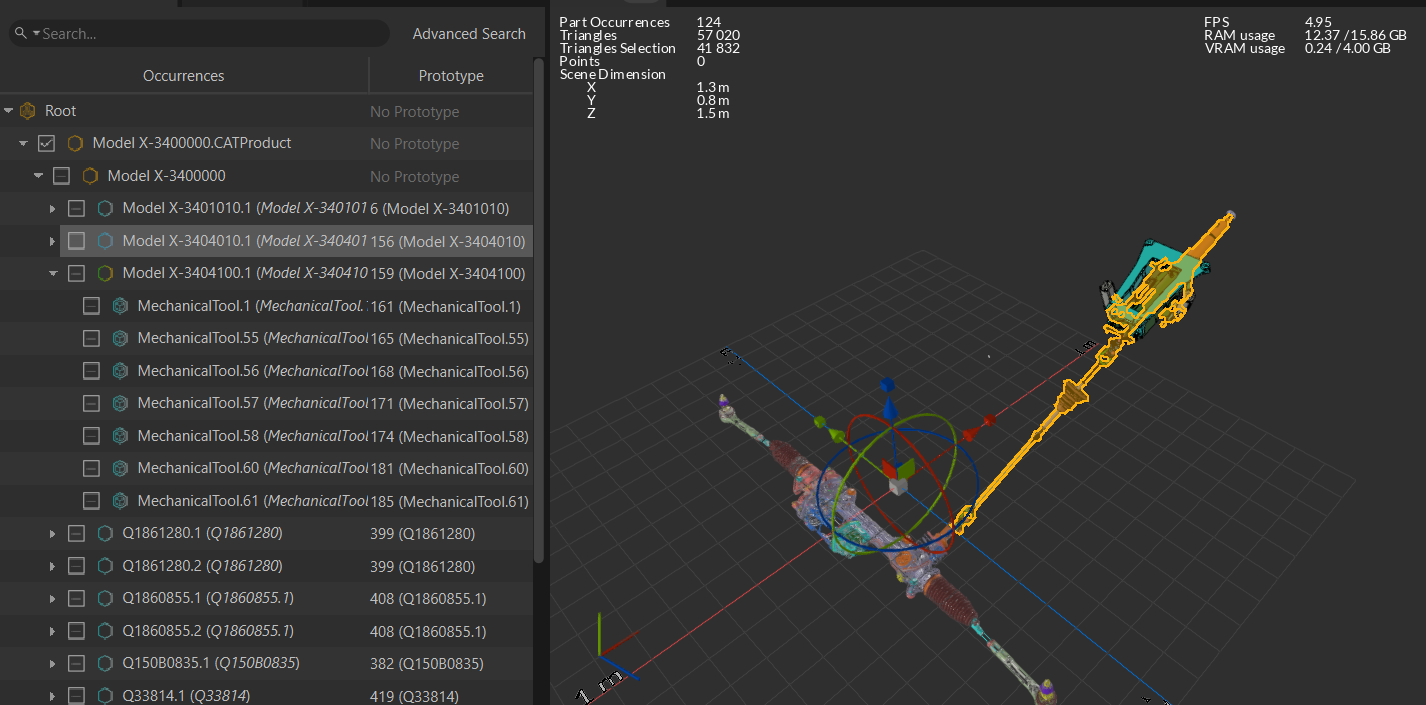 Search...
Advanced Search
Occurrences
Prototype
Root
No Prototype
Model X-3400000.CATProduct
No Prototype
Model X-3400000
No Prototype
Model X-3401010.1 (Model X-340101 6 (Model X-3401010)
Model X-3404010.1 (Model X-340401 156 (Model X-3404010)
Model X-3404100.1 (Model X-340410 159 (Model X-3404100)
MechanicalTool.1 (MechanicalTool. 161 (MechanicalTool.1)
MechanicalTool.55 (MechanicalTool 165 (MechanicalTool.55)
MechanicalTool.56 (MechanicalTool 168 (MechanicalTool.56)
MechanicalTool.57 (MechanicalTool 171 (MechanicalTool.57)
MechanicalTool.58 (MechanicalTool 174 (MechanicalTool.58)
MechanicalTool.60 (MechanicalTool 181 (MechanicalTool.60)
MechanicalTool.61 (MechanicalTool 185 (MechanicalTool.61)
Q1861280.1 (Q1861280) 399 (Q1861280)
Q1861280.2 (Q1861280) 399 (Q1861280)
Q1860855.1 (Q1860855.1) 408 (Q1860855.1)
Q1860855.2 (Q1860855.1) 408 (Q1860855.1)
Q150B0835.1 (Q150B0835) 382 (Q150B0835)
Q33814.1 (Q33814) 419 (Q33814)
Part Occurrences 124
Triangles 57 020
Triangles Selection 41 832
Points 0
Scene Dimension
X 1.3 m
Y 0.8 m
Z 1.5 m
FPS 4.95
RAM usage 12.37 / 15.86 GB
VRAM usage 0.24 / 4.00 GB
1 m
1 m